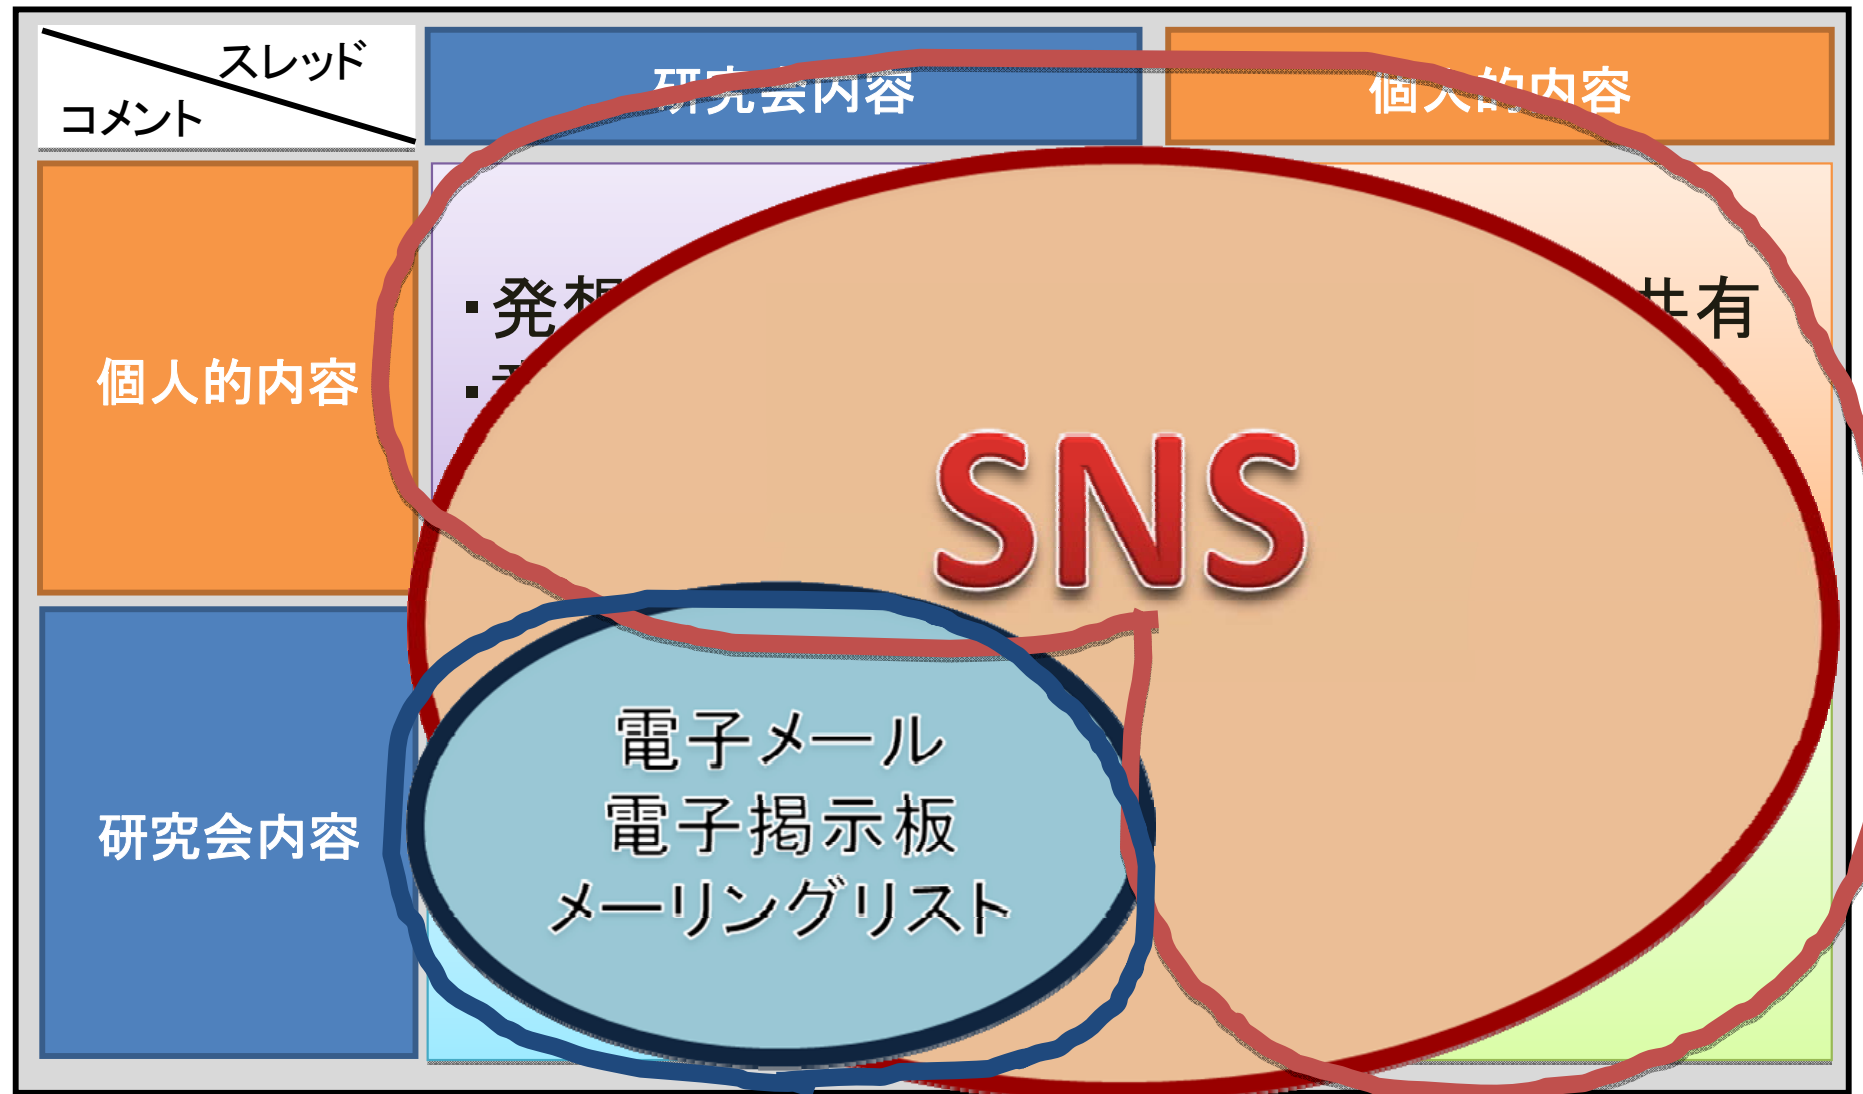 スレッド
コメント
研究会内容
個人的内容
個人的内容
・発想
共有
SNS
研究会内容
電子メール
電子掲示板
メーリングリスト